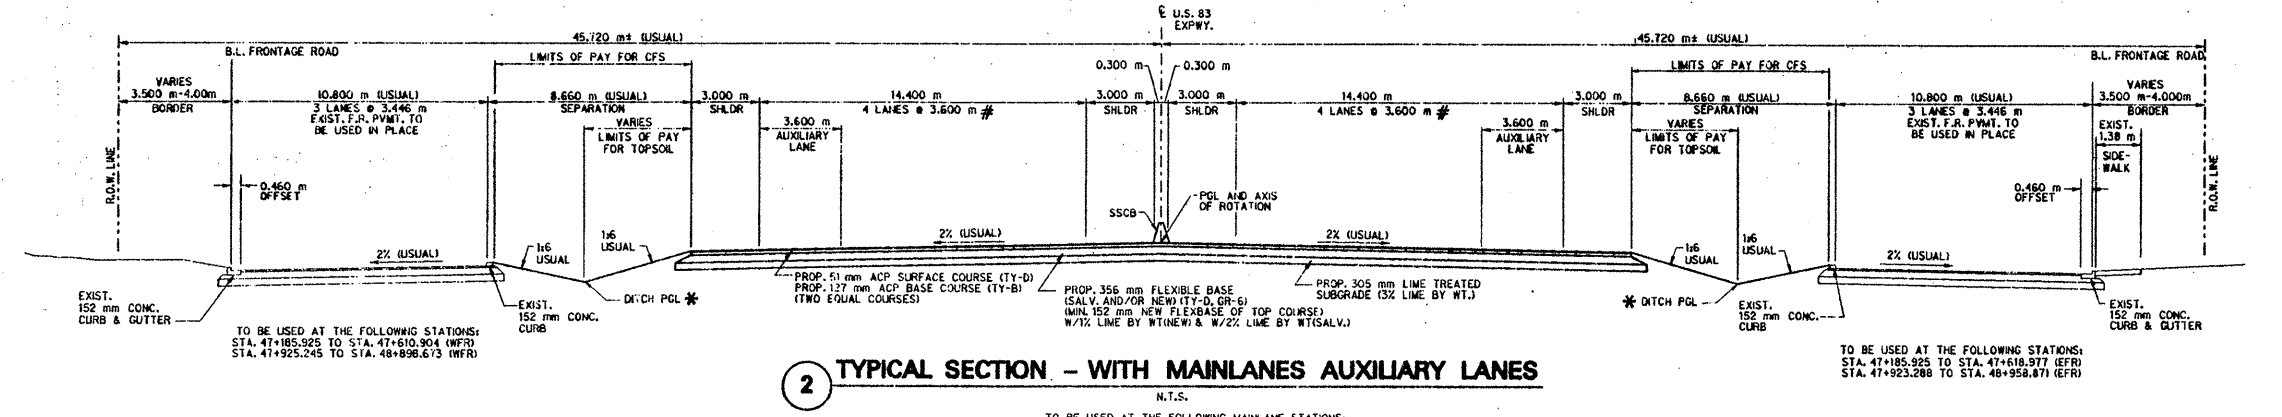 ℄ U.S. 83
EXPWY.
45.720 m± (USUAL)
45.720 m± (USUAL)
B.L. FRONTAGE ROAD
B.L. FRONTAGE ROAD
LIMITS OF PAY FOR CFS
0.300 m
0.300 m
LIMITS OF PAY FOR CFS
VARIES
3.500 m-4.00m
BORDER
10.800 m (USUAL)
3 LANES @ 3.446 m
EXIST. F.R. PVMT. TO
BE USED IN PLACE
8.660 m (USUAL)
SEPARATION
VARIES
LIMITS OF PAY
FOR TOPSOIL
3.000 m
SHLDR
14.400 m
4 LANES @ 3.600 m #
3.600 m
AUXILIARY
LANE
3.000 m
SHLDR
3.000 m
SHLDR
14.400 m
4 LANES @ 3.600 m #
3.600 m
AUXILIARY
LANE
3.000 m
SHLDR
8.660 m (USUAL)
SEPARATION
VARIES
LIMITS OF PAY
FOR TOPSOIL
10.800 m (USUAL)
3 LANES @ 3.446 m
EXIST. F.R. PVMT. TO
BE USED IN PLACE
VARIES
3.500 m-4.000m
BORDER
EXIST.
1.38 m
SIDE-
WALK
R.O.W. LINE
R.O.W. LINE
0.460 m
OFFSET
0.460 m
OFFSET
SSCB
PGL AND AXIS
OF ROTATION
2% (USUAL)
1:6
USUAL
1:6
USUAL
2% (USUAL)
2% (USUAL)
1:6
USUAL
1:6
USUAL
2% (USUAL)
EXIST.
152 mm CONC.
CURB & GUTTER
EXIST.
152 mm CONC.
CURB
DITCH PGL *
PROP. 51 mm ACP SURFACE COURSE (TY-D)
PROP. 127 mm ACP BASE COURSE (TY-B)
(TWO EQUAL COURSES)
PROP. 356 mm FLEXIBLE BASE
(SALV. AND/OR NEW) (TY-D, GR-6)
(MIN. 152 mm NEW FLEXBASE OF TOP COURSE)
W/1% LIME BY WT(NEW) & W/2% LIME BY WT(SALV.)
PROP. 305 mm LIME TREATED
SUBGRADE (3% LIME BY WT.)
* DITCH PGL
EXIST.
152 mm CONC.
CURB
EXIST.
152 mm CONC.
CURB & GUTTER
TO BE USED AT THE FOLLOWING STATIONS:
STA. 47+185.925 TO STA. 47+610.904 (WFR)
STA. 47+925.245 TO STA. 48+898.673 (WFR)
TO BE USED AT THE FOLLOWING STATIONS:
STA. 47+185.925 TO STA. 47+618.977 (EFR)
STA. 47+923.288 TO STA. 48+958.871 (EFR)
2 TYPICAL SECTION - WITH MAINLANES AUXILIARY LANES
N.T.S.
TO BE USED AT THE FOLLOWING MAINLANE STATIONS: